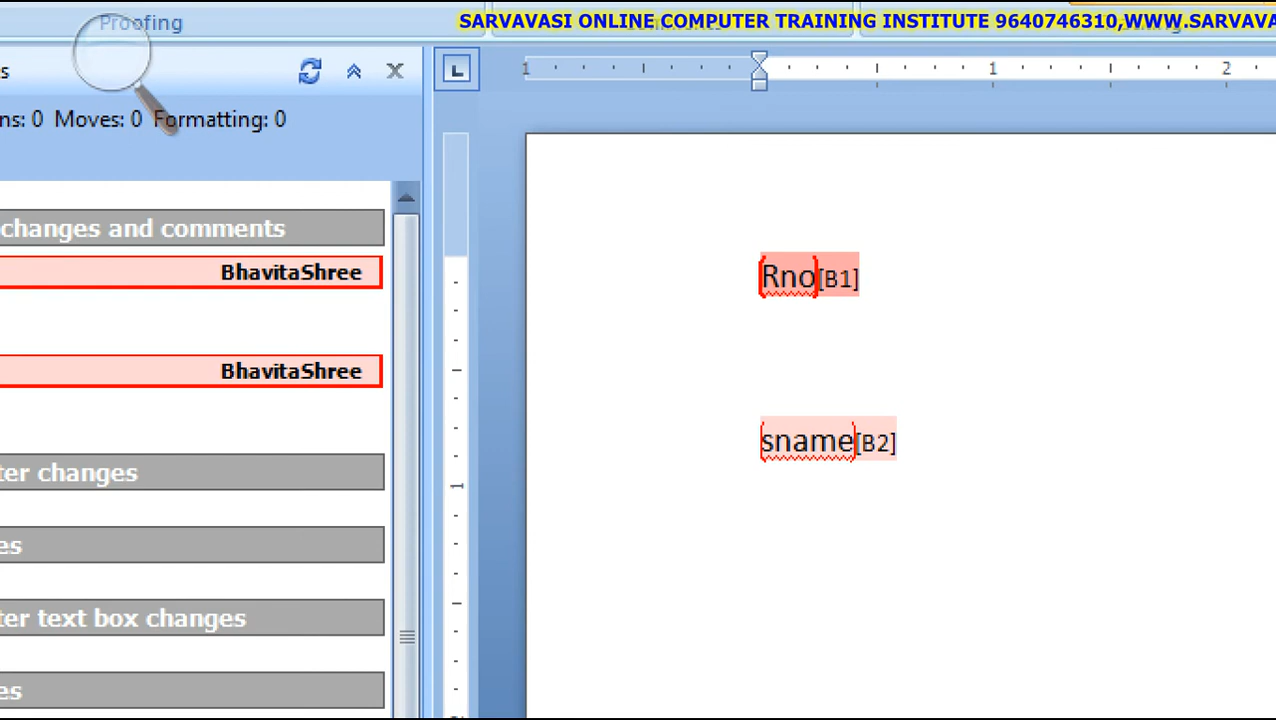 Proofing
SARVAVASI ONLINE COMPUTER TRAINING INSTITUTE 9640746310,WWW.SARVAVA
s
ns: 0 Moves: 0 Formatting: 0
1 1 2
changes and comments
BhavitaShree
Rno[B1]
BhavitaShree
sname[B2]
ter changes
1
es
ter text box changes
es